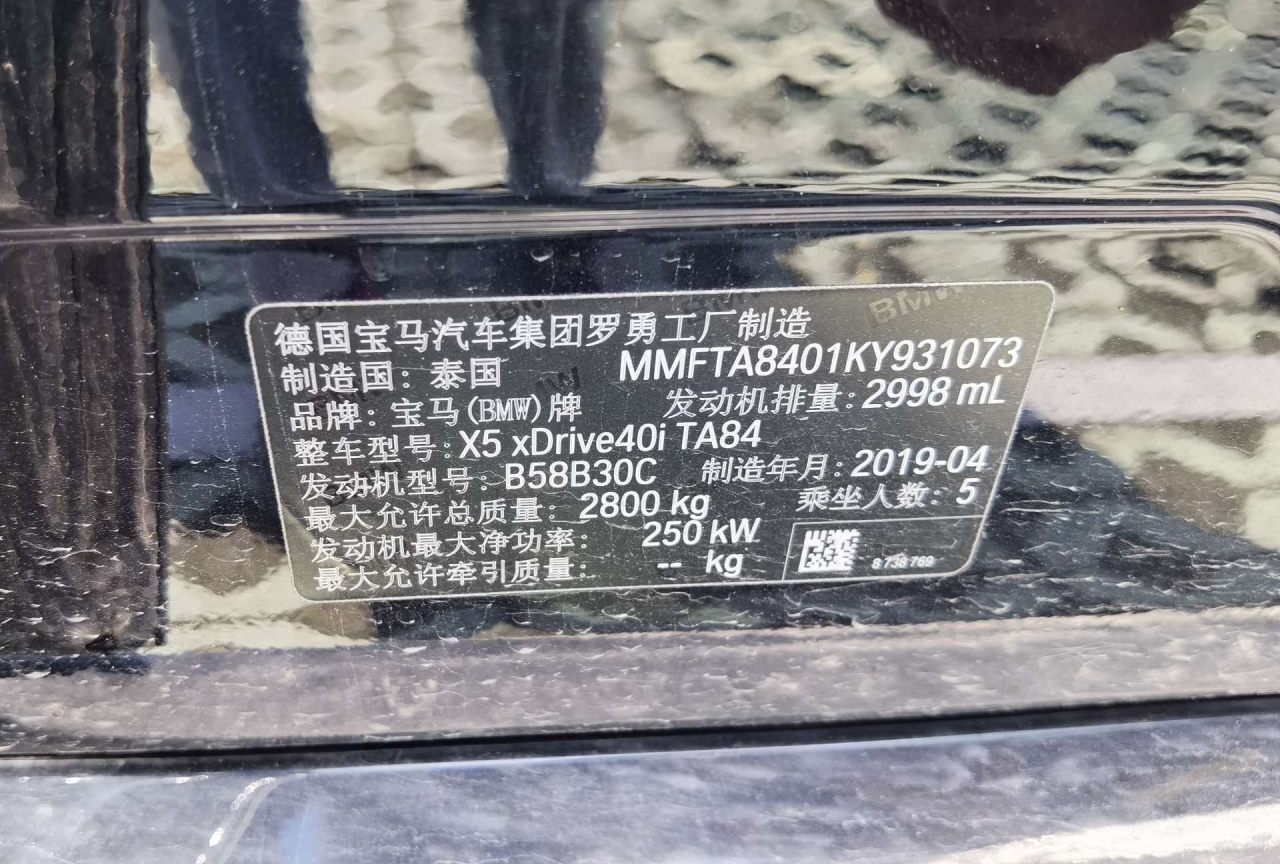 德国宝马汽车集团罗勇工厂制造
制造国：泰国 MMFTA8401KY931073
品牌：宝马(BMW)牌 发动机排量：2998 mL
整车型号：X5 xDrive40i TA84
发动机型号：B58B30C 制造年月：2019-04
最大允许总质量：2800 kg 乘坐人数：5
发动机最大净功率：250 kW
最大允许牵引质量：-- kg
8 738 769
BMW
BMW
BMW